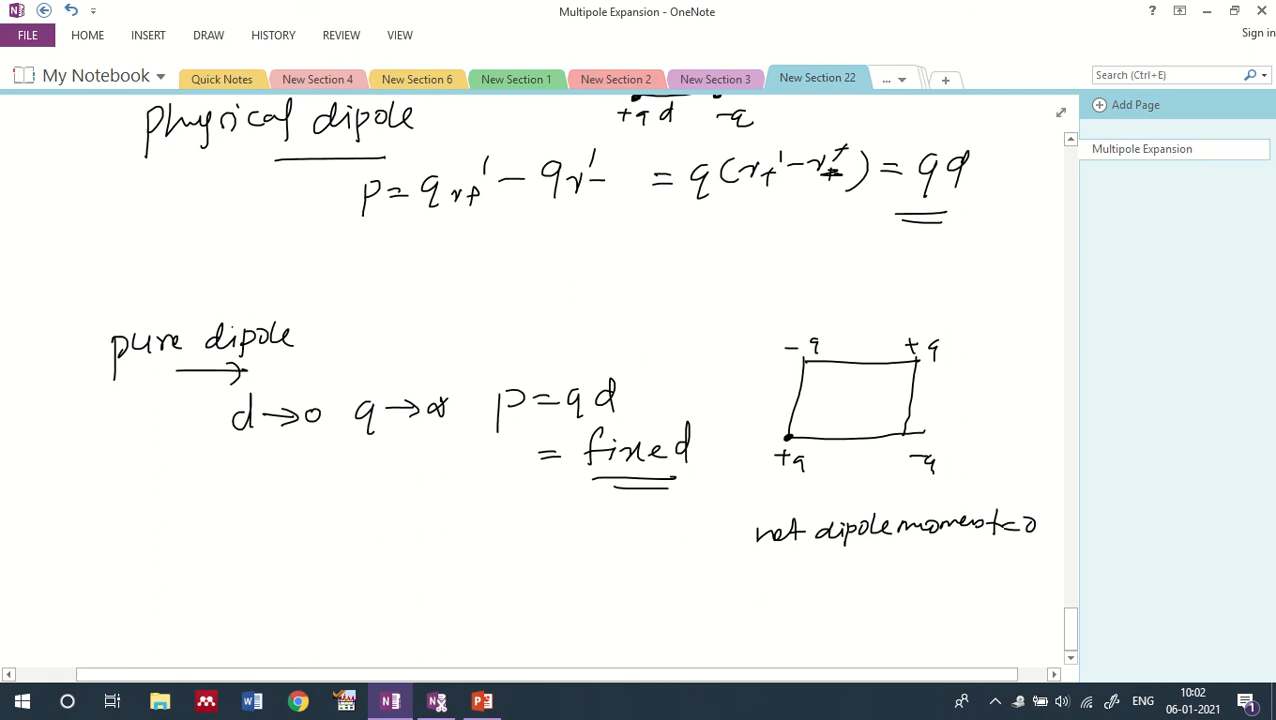 Multipole Expansion - OneNote
?
Sign in
FILE HOME INSERT DRAW HISTORY REVIEW VIEW
My Notebook
Quick Notes New Section 4 New Section 6 New Section 1 New Section 2 New Section 3 New Section 22 ...
Search (Ctrl+E)
Add Page
Multipole Expansion
+q d -q
physical dipole
p = q r+' - q r-' = q (r+' - r-') = qd
pure dipole
d → 0 q → ∝ p = q d
= fixed
-q +q
+q -q
net dipole moment = 0
ENG
10:02
06-01-2021
1